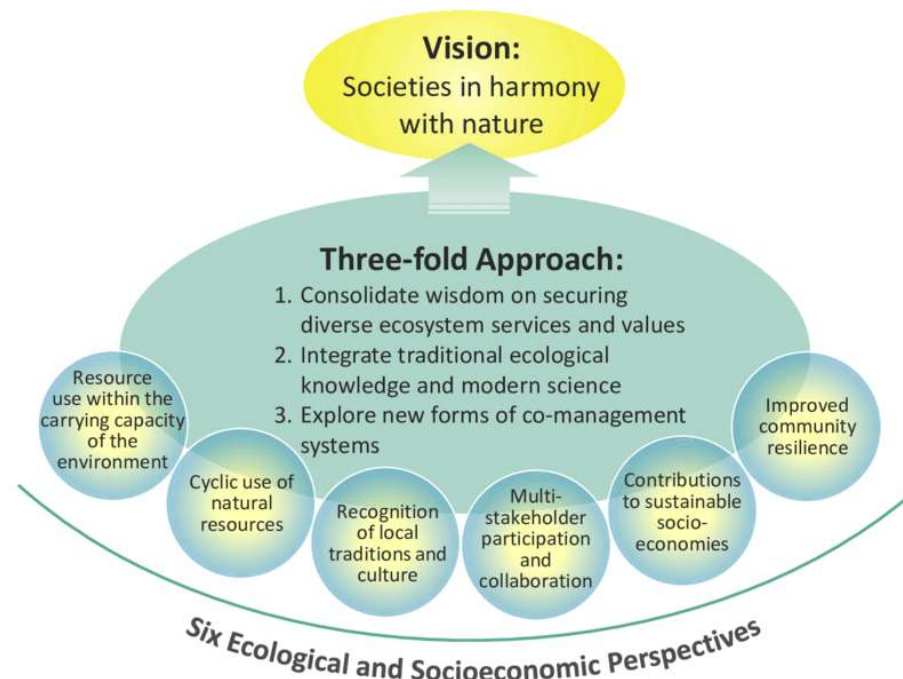 Vision:
Societies in harmony
with nature
Three-fold Approach:
1. Consolidate wisdom on securing
diverse ecosystem services and values
2. Integrate traditional ecological
knowledge and modern science
3. Explore new forms of co-management
systems
Resource
use within the
carrying capacity
of the
environment
Cyclic use of
natural
resources
Recognition
of local
traditions and
culture
Multi-
stakeholder
participation
and
collaboration
Contributions
to sustainable
socio-
economies
Improved
community
resilience
Six Ecological and Socioeconomic Perspectives